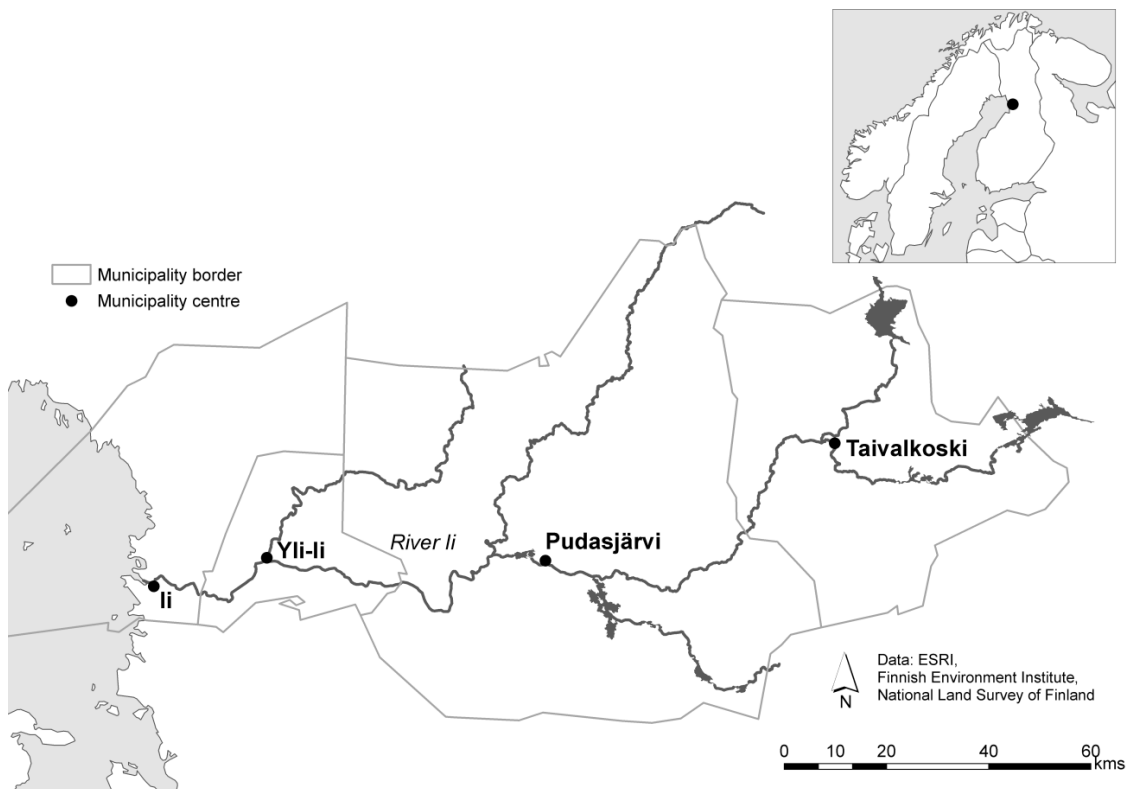 Municipality border
Municipality centre
Taivalkoski
Yli-Ii
River Ii
Pudasjärvi
Ii
Data: ESRI,
Finnish Environment Institute,
National Land Survey of Finland
N
0 10 20 40 60
kms